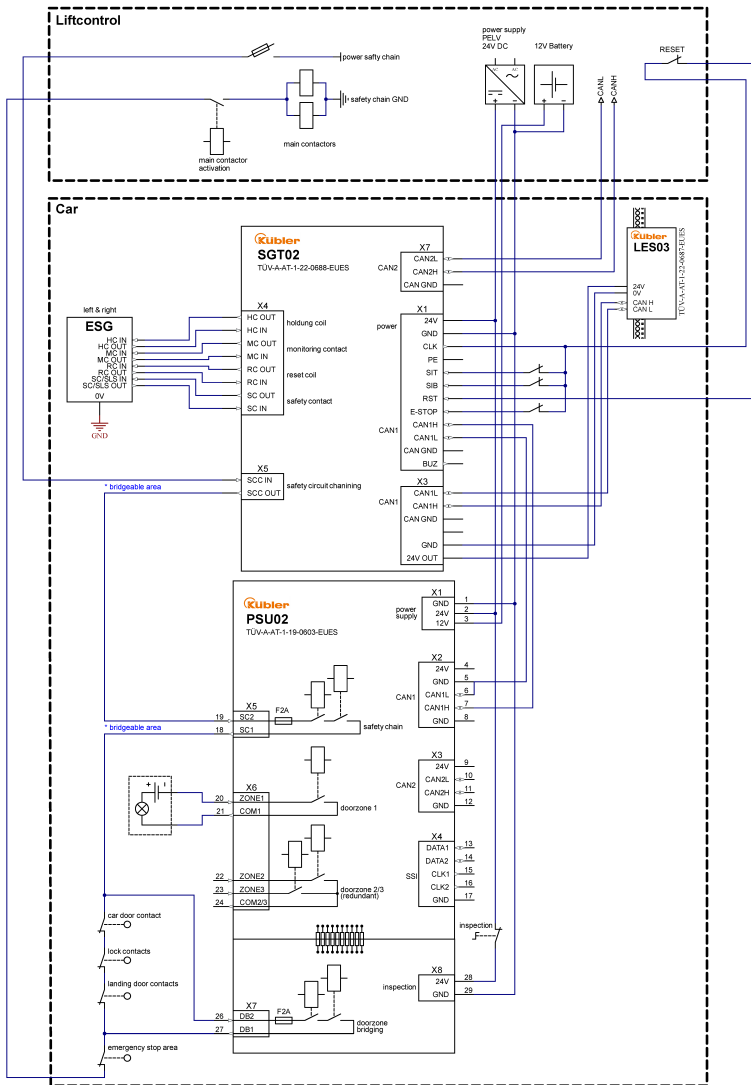 Liftcontrol
power supply
PELV
24V DC
12V Battery
RESET
power safty chain
CANL
CANH
AC
AC
+
−
+
−
safety chain GND
main contactors
main contactor
activation
Car
Kübler
SGT02
TÜV-A-AT-1-22-0688-EUES
X7
CAN2
CAN2L
CAN2H
CAN GND
Kübler
LES03
TÜV-A-AT-1-22-0687-EUES
24V
0V
CAN H
CAN L
left & right
ESG
HC IN
HC OUT
MC IN
MC OUT
RC IN
RC OUT
SC/SLS IN
SC/SLS OUT
0V
GND
X4
HC OUT
HC IN
MC OUT
MC IN
RC OUT
RC IN
SC OUT
SC IN
holdung coil
monitoring contact
reset coil
safety contact
X1
power
24V
GND
CLK
PE
SIT
SIB
RST
E-STOP
CAN1
CAN1H
CAN1L
CAN GND
BUZ
X5
SCC IN
SCC OUT
safety circuit chanining
* bridgeable area
X3
CAN1
CAN1L
CAN1H
CAN GND
GND
24V OUT
Kübler
PSU02
TÜV-A-AT-1-19-0603-EUES
X1
power
supply
GND 1
24V 2
12V 3
X2
CAN1
24V 4
GND 5
CAN1L 6
CAN1H 7
GND 8
X5
19 SC2 F2A
18 SC1
safety chain
* bridgeable area
X3
CAN2
24V 9
CAN2L 10
CAN2H 11
GND 12
+
-
X6
20 ZONE1
21 COM1
doorzone 1
X4
SSI
DATA1 13
DATA2 14
CLK1 15
CLK2 16
GND 17
22 ZONE2
23 ZONE3
24 COM2/3
doorzone 2/3
(redundant)
car door contact
lock contacts
landing door contacts
emergency stop area
inspection
X8
inspection
24V 28
GND 29
X7
26 DB2 F2A
27 DB1
doorzone
bridging